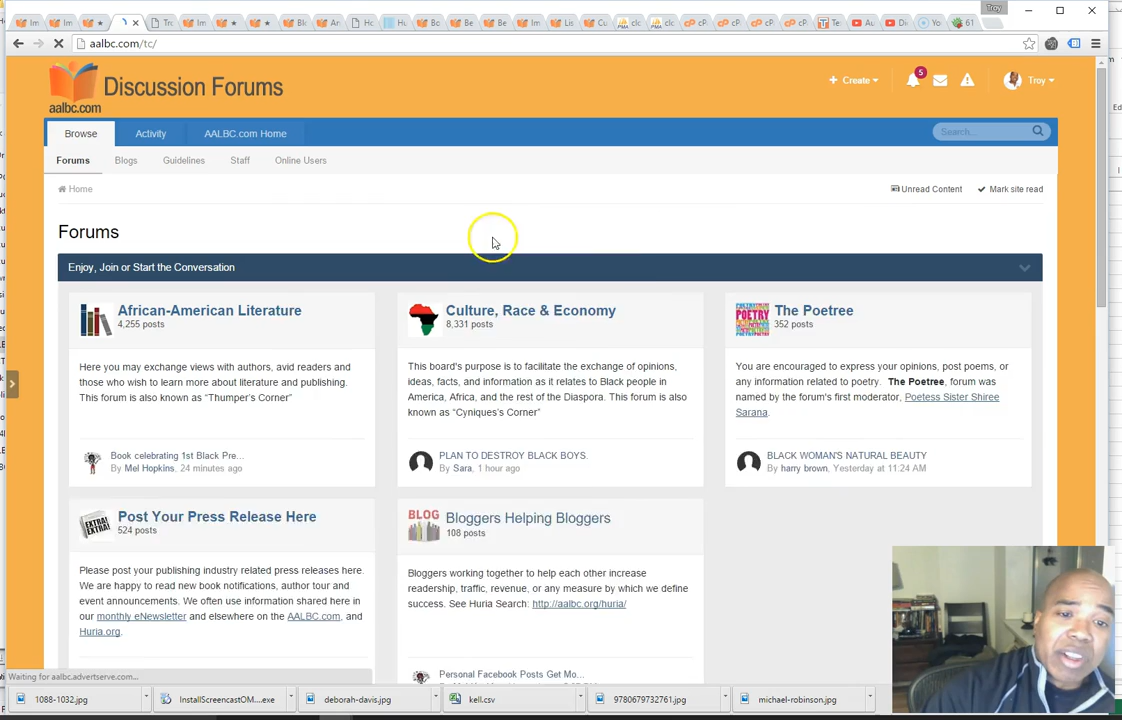 Troy
aalbc.com/tc/
Discussion Forums
aalbc.com
+ Create
5
Troy
Browse
Activity
AALBC.com Home
Search...
Forums
Blogs
Guidelines
Staff
Online Users
Home
Unread Content
Mark site read
Forums
Enjoy, Join or Start the Conversation
African-American Literature
4,255 posts
Here you may exchange views with authors, avid readers and
those who wish to learn more about literature and publishing.
This forum is also known as “Thumper’s Corner”
Book celebrating 1st Black Pre...
By Mel Hopkins, 24 minutes ago
Culture, Race & Economy
8,331 posts
This board's purpose is to facilitate the exchange of opinions,
ideas, facts, and information as it relates to Black people in
America, Africa, and the rest of the Diaspora. This forum is also
known as “Cyniques’s Corner”
PLAN TO DESTROY BLACK BOYS.
By Sara, 1 hour ago
POETRY
The Poetree
352 posts
You are encouraged to express your opinions, post poems, or
any information related to poetry. The Poetree, forum was
named by the forum's first moderator, Poetess Sister Shiree
Sarana.
BLACK WOMAN'S NATURAL BEAUTY
By harry brown, Yesterday at 11:24 AM
EXTRA!
EXTRA!
Post Your Press Release Here
524 posts
Please post your publishing industry related press releases here.
We are happy to read new book notifications, author tour and
event announcements. We often use information shared here in
our monthly eNewsletter and elsewhere on the AALBC.com, and
Huria.org.
BLOG
Bloggers Helping Bloggers
108 posts
Bloggers working together to help each other increase
readership, traffic, revenue, or any measure by which we define
success. See Huria Search: http://aalbc.org/huria/
Personal Facebook Posts Get Mo...
Waiting for aalbc.advertserve.com...
1088-1032.jpg
InstallScreencastOM....exe
deborah-davis.jpg
kell.csv
9780679732761.jpg
michael-robinson.jpg